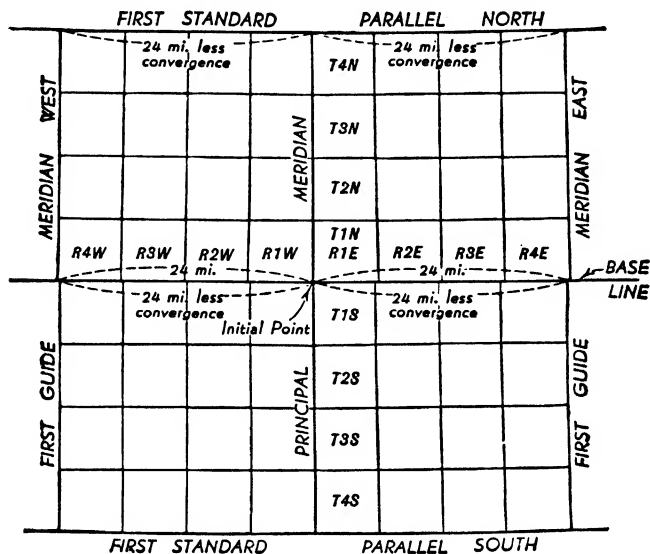 FIRST STANDARD PARALLEL NORTH
24 mi. less convergence
24 mi. less convergence
T4N
T3N
T2N
T1N
R4W R3W R2W R1W R1E R2E R3E R4E
24 mi. 24 mi.
BASE LINE
24 mi. less convergence
24 mi. less convergence
Initial Point
T1S
T2S
T3S
T4S
FIRST GUIDE MERIDIAN WEST
PRINCIPAL MERIDIAN
FIRST GUIDE MERIDIAN EAST
FIRST STANDARD PARALLEL SOUTH